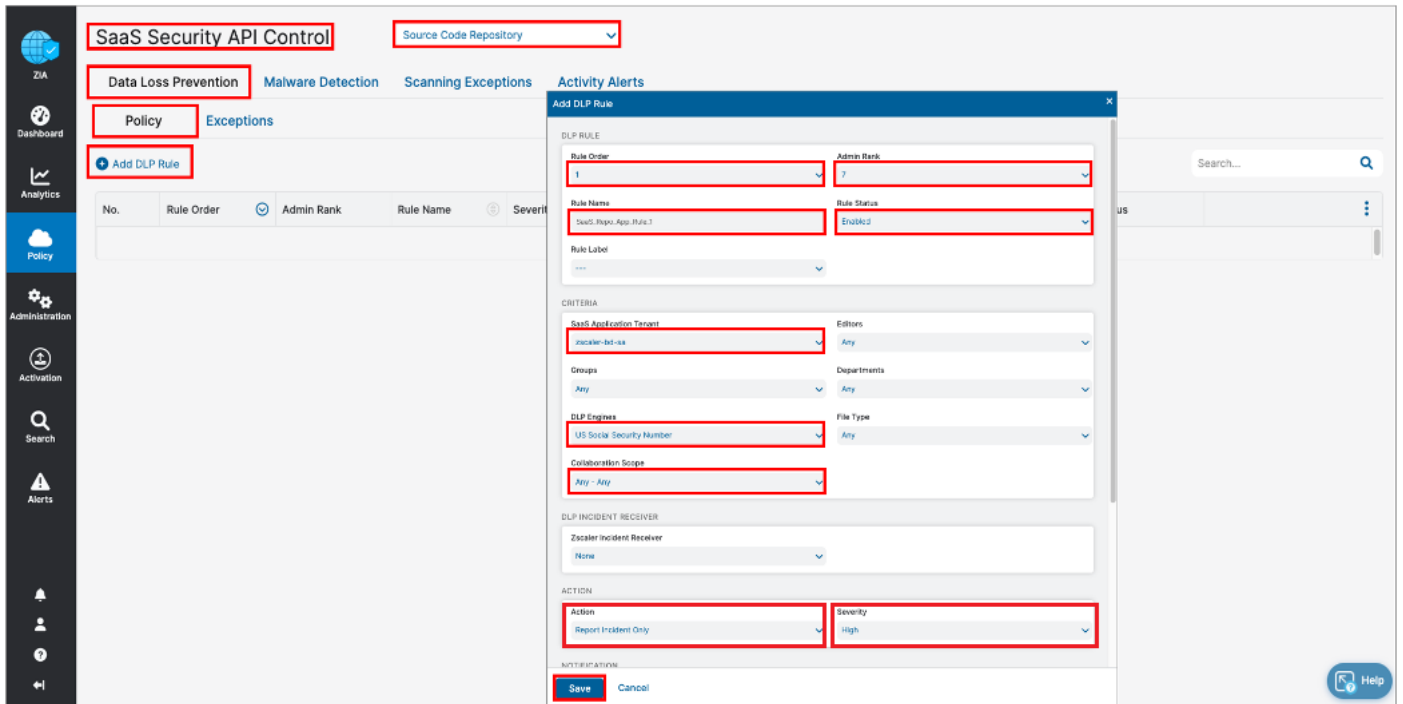 SaaS Security API Control
Source Code Repository
ZIA
Data Loss Prevention Malware Detection Scanning Exceptions Activity Alerts
Add DLP Rule ×
Policy Exceptions
Dashboard
DLP RULE
Add DLP Rule
Rule Order Admin Rank
1 7
Search...
Analytics
No. Rule Order Admin Rank Rule Name Severit us
Rule Name Rule Status
SaaS_Repo_App_Rule_1 Enabled
Policy
Rule Label
---
CRITERIA
Administration
SaaS Application Tenant Editors
zscaler-bd-sa Any
Groups Departments
Activation
Any Any
DLP Engines File Type
US Social Security Number Any
Search
Collaboration Scope
Any - Any
Alerts
DLP INCIDENT RECEIVER
Zscaler Incident Receiver
None
ACTION
Action Severity
Report Incident Only High
NOTIFICATION
Save Cancel
Help